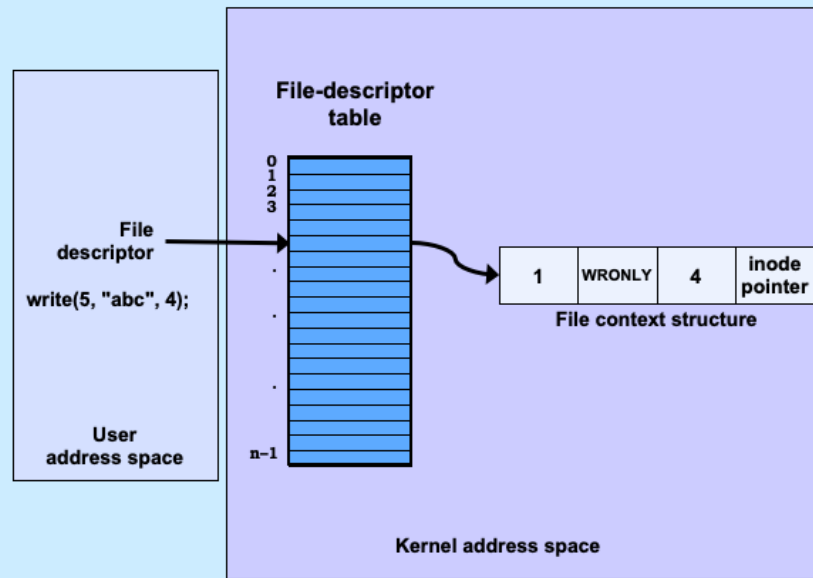 File-descriptor
table
0
1
2
3
.
.
.
n-1
File
descriptor
write(5, "abc", 4);
User
address space
1
WRONLY
4
inode
pointer
File context structure
Kernel address space